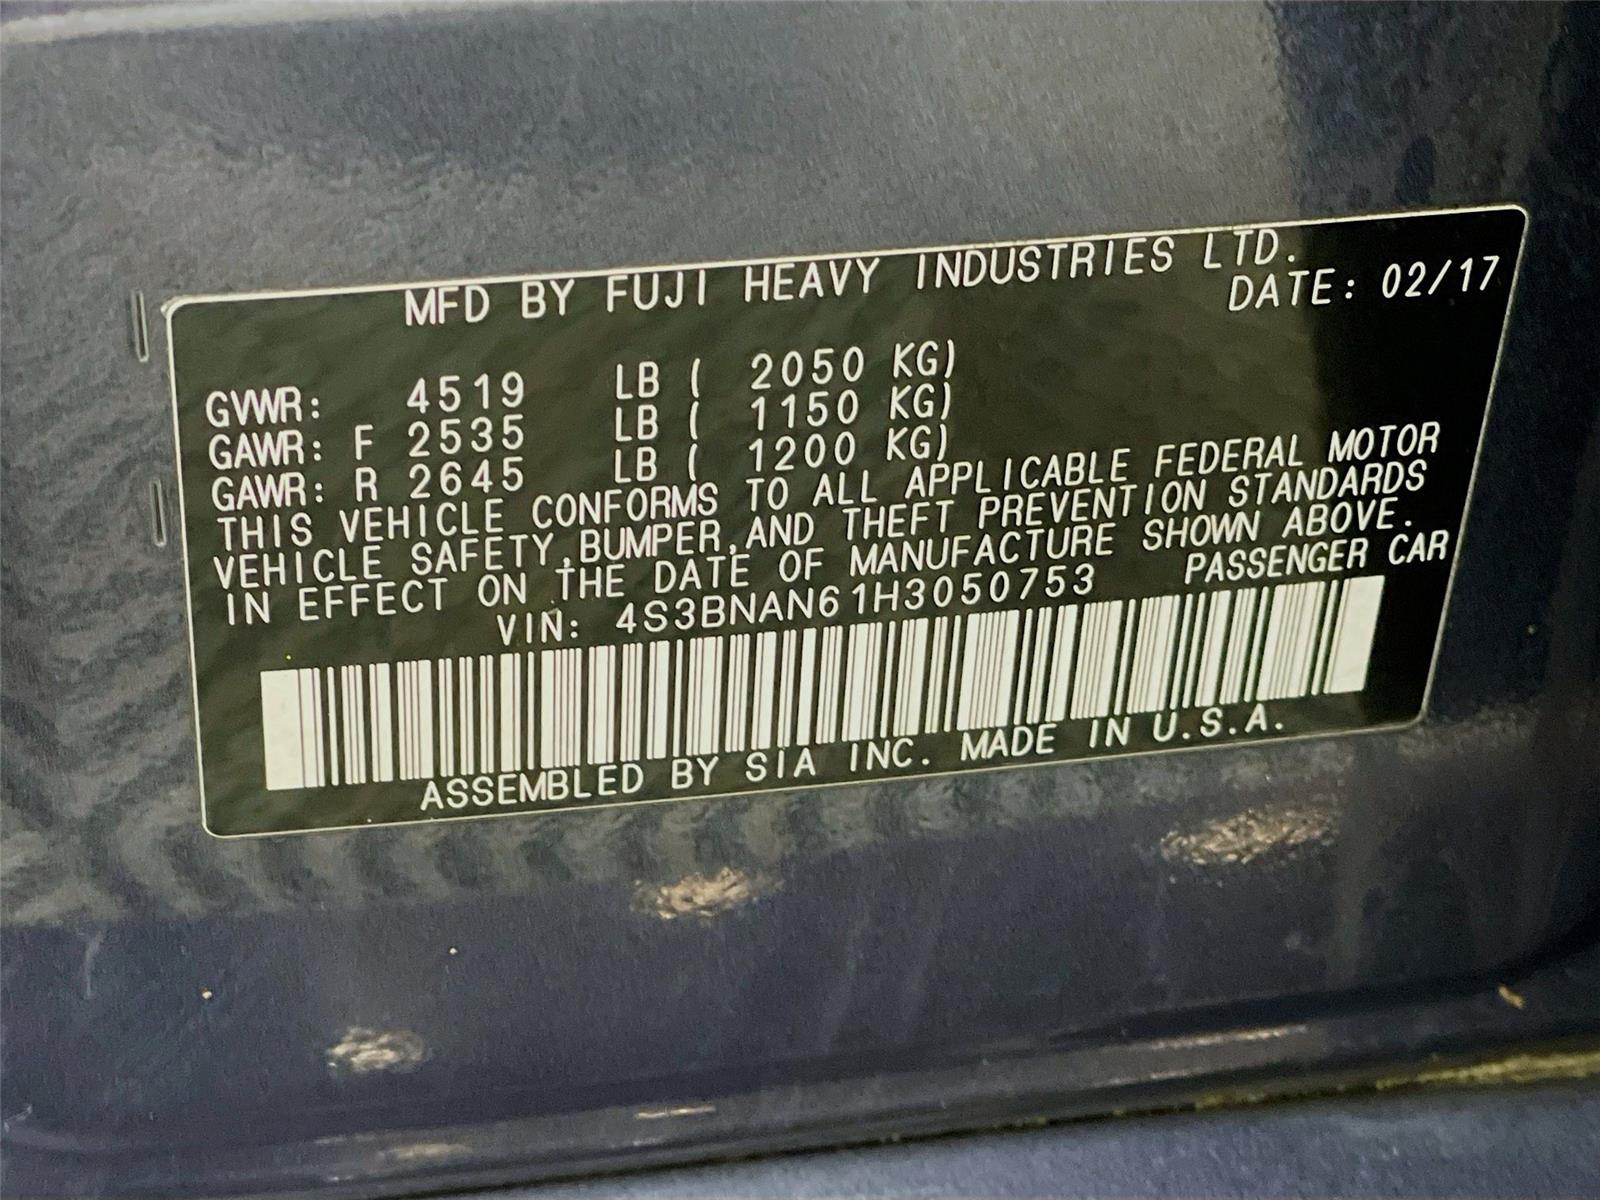 MFD BY FUJI HEAVY INDUSTRIES LTD.
DATE: 02/17
GVWR: 4519 LB ( 2050 KG)
GAWR: F 2535 LB ( 1150 KG)
GAWR: R 2645 LB ( 1200 KG)
THIS VEHICLE CONFORMS TO ALL APPLICABLE FEDERAL MOTOR
VEHICLE SAFETY,BUMPER,AND THEFT PREVENTION STANDARDS
IN EFFECT ON THE DATE OF MANUFACTURE SHOWN ABOVE.
VIN: 4S3BNAN61H3050753 PASSENGER CAR
ASSEMBLED BY SIA INC. MADE IN U.S.A.